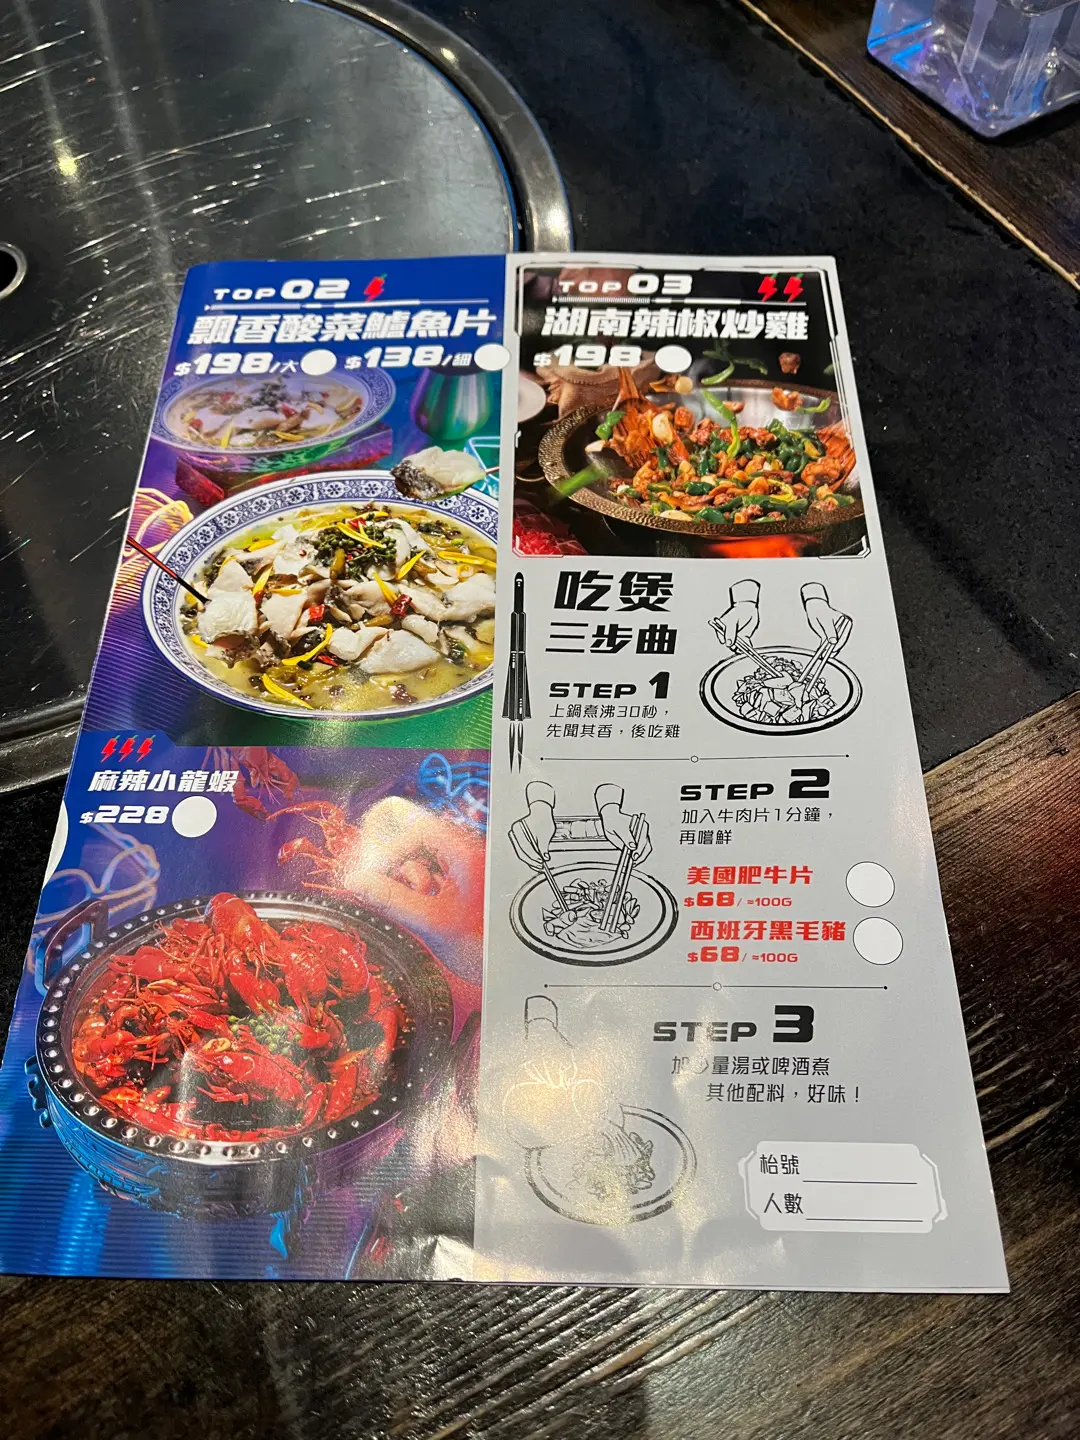 TOP 02
飄香酸菜鱸魚片
$198/大 $138/細
麻辣小龍蝦
$228
TOP 03
湖南辣椒炒雞
$198
吃煲
三步曲
STEP 1
上鍋煮沸30秒，
先聞其香，後吃雞
STEP 2
加入牛肉片1分鐘，
再嚐鮮
美國肥牛片
$68/≈100G
西班牙黑毛豬
$68/≈100G
STEP 3
加少量湯或啤酒煮
其他配料，好味！
枱號
人數